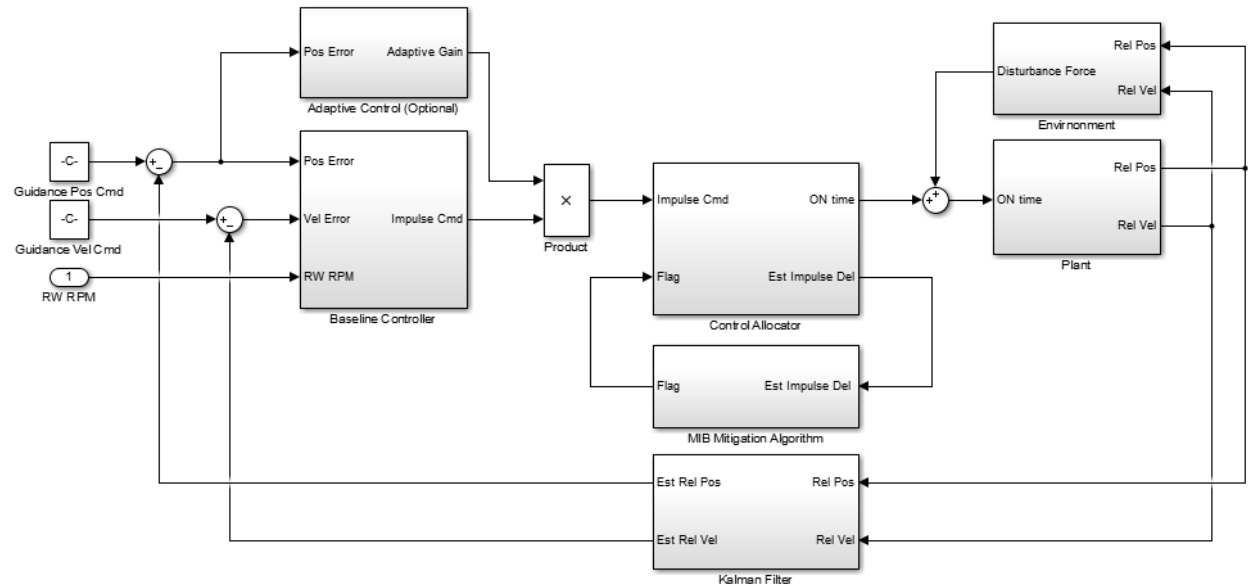 Pos Error
Adaptive Gain
Adaptive Control (Optional)
-C-
Guidance Pos Cmd
+
−
-C-
Guidance Vel Cmd
+
−
1
RW RPM
Pos Error
Vel Error
RW RPM
Impulse Cmd
Baseline Controller
×
Product
Impulse Cmd
ON time
Flag
Est Impulse Del
Control Allocator
Flag
Est Impulse Del
MIB Mitigation Algorithm
+
+
Rel Pos
Disturbance Force
Rel Vel
Envirnonment
Rel Pos
ON time
Rel Vel
Plant
Est Rel Pos
Rel Pos
Est Rel Vel
Rel Vel
Kalman Filter